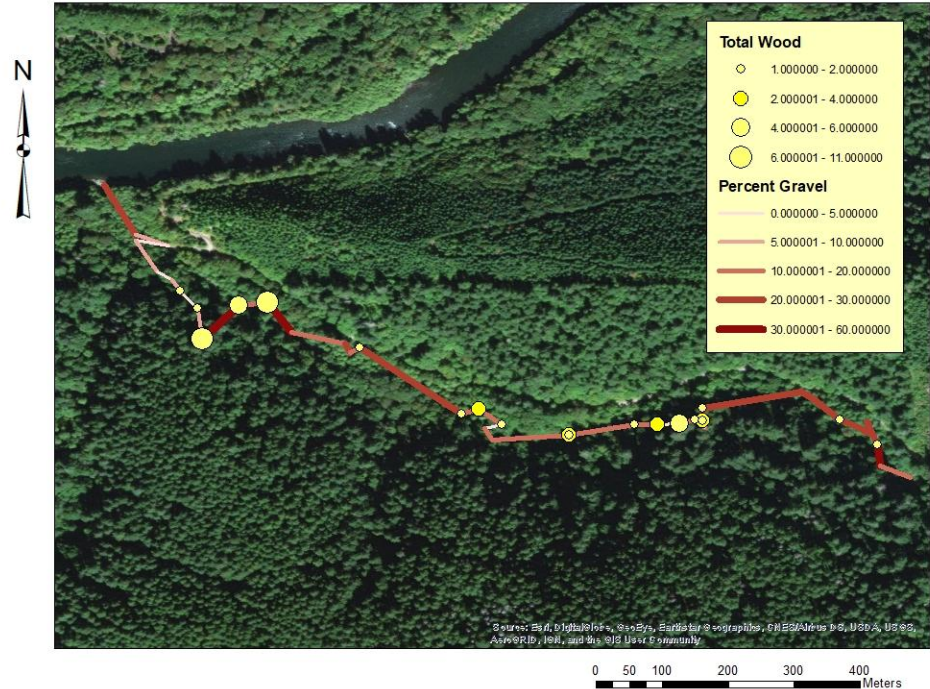 N
Total Wood
1.000000 - 2.000000
2.000001 - 4.000000
4.000001 - 6.000000
6.000001 - 11.000000
Percent Gravel
0.000000 - 5.000000
5.000001 - 10.000000
10.000001 - 20.000000
20.000001 - 30.000000
30.000001 - 60.000000
Source: Esri, DigitalGlobe, GeoEye, Earthstar Geographics, CNES/Airbus DS, USDA, USGS,
AeroGRID, IGN, and the GIS User Community
0 50 100 200 300 400
Meters